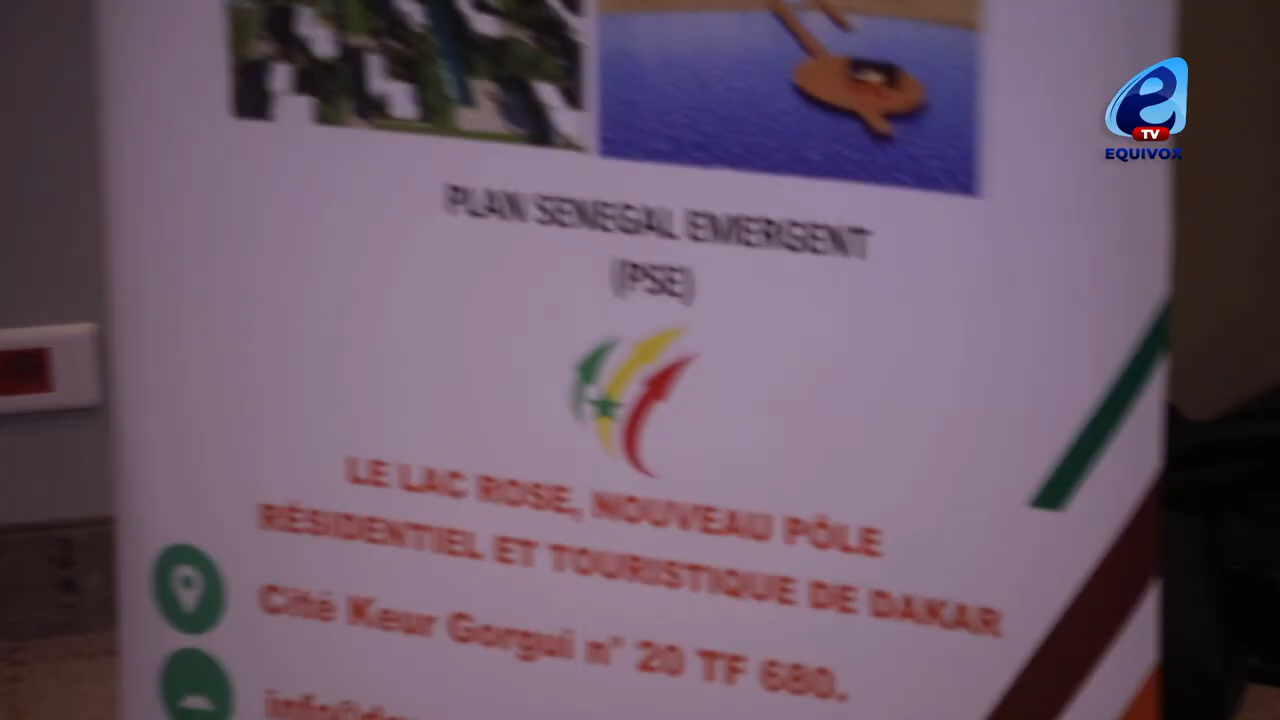 e
TV
EQUIVOX
PLAN SENEGAL EMERGENT
(PSE)
LE LAC ROSE, NOUVEAU PÔLE
RÉSIDENTIEL ET TOURISTIQUE DE DAKAR
Cité Keur Gorgui n° 20 TF 680.